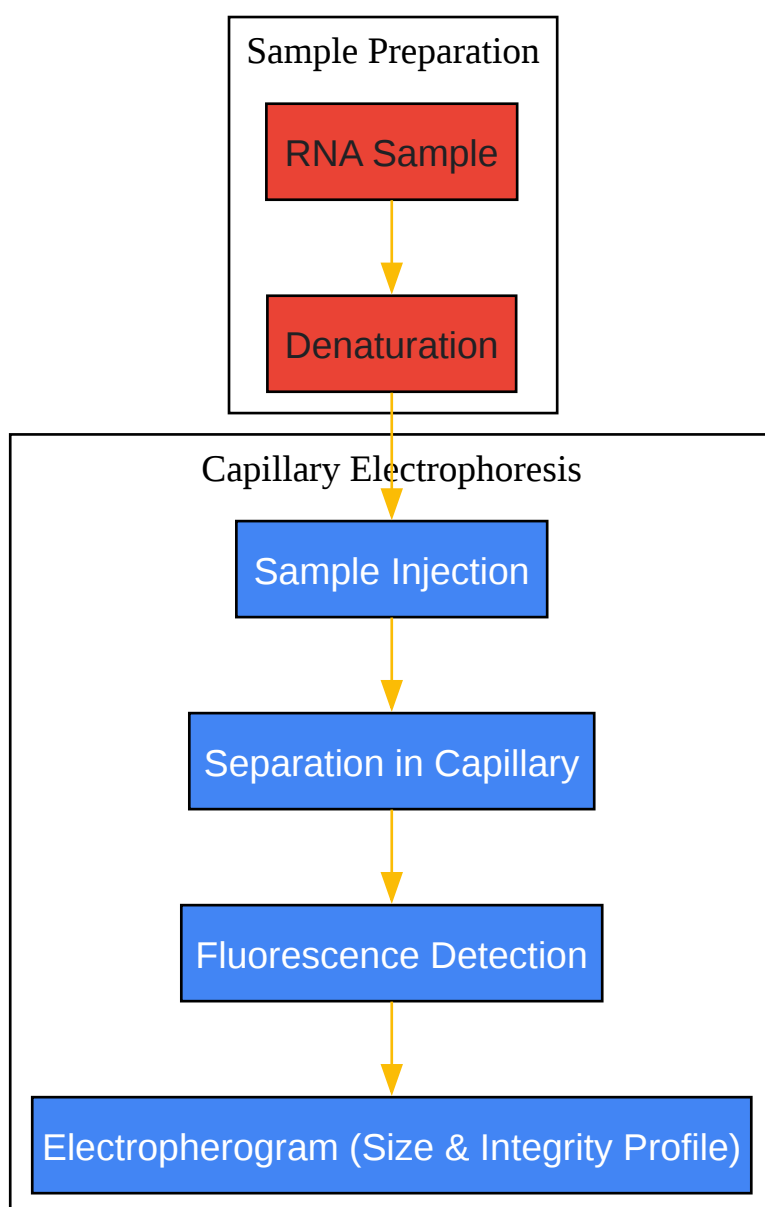 Sample Preparation
RNA Sample
Denaturation
Capillary Electrophoresis
Sample Injection
Separation in Capillary
Fluorescence Detection
Electropherogram (Size & Integrity Profile)